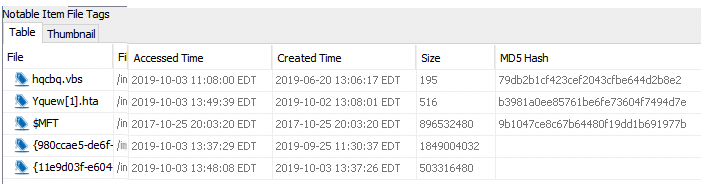 Notable Item File Tags
Table Thumbnail
File Fi Accessed Time Created Time Size MD5 Hash
hqcbq.vbs /in 2019-10-03 11:08:00 EDT 2019-06-20 13:06:17 EDT 195 79db2b1cf423cef2043cfbe644d2b8e2
Yquew[1].hta /in 2019-10-03 13:49:39 EDT 2019-10-02 13:08:01 EDT 516 b3981a0ee85761be6fe73604f7494d7e
$MFT /in 2017-10-25 20:03:20 EDT 2017-10-25 20:03:20 EDT 896532480 9b1047ce8c67b64480f19dd1b691977b
{980ccae5-de6f- /in 2019-10-03 13:37:29 EDT 2019-09-25 11:30:37 EDT 1849004032
{11e9d03f-e604 /in 2019-10-03 13:48:08 EDT 2019-10-03 13:37:26 EDT 503316480